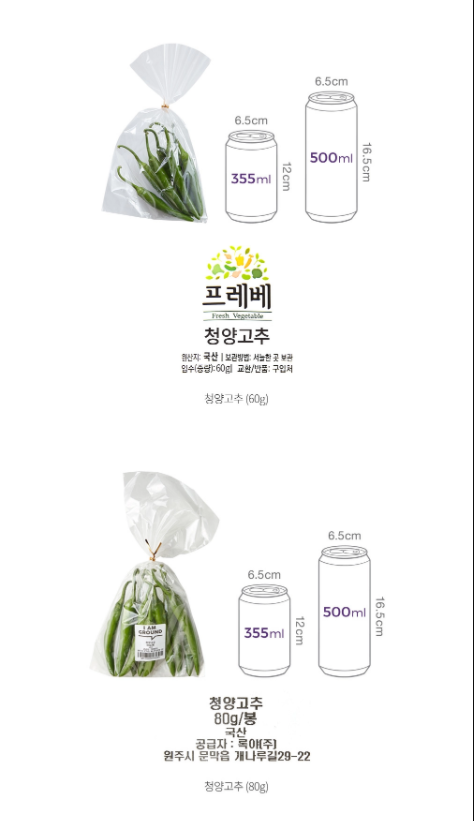 6.5cm
6.5cm
355ml
12cm
500ml
16.5cm
프레베
Fresh Vegetable
청양고추
원산지: 국산 | 보관방법: 서늘한 곳 보관
입수(중량):60g| 교환/반품: 구입처
청양고추 (60g)
6.5cm
6.5cm
I AM
GROUND
355ml
12cm
500ml
16.5cm
청양고추
80g/봉
국산
공급자 : 록야(주)
원주시 문막읍 개나루길29-22
청양고추 (80g)